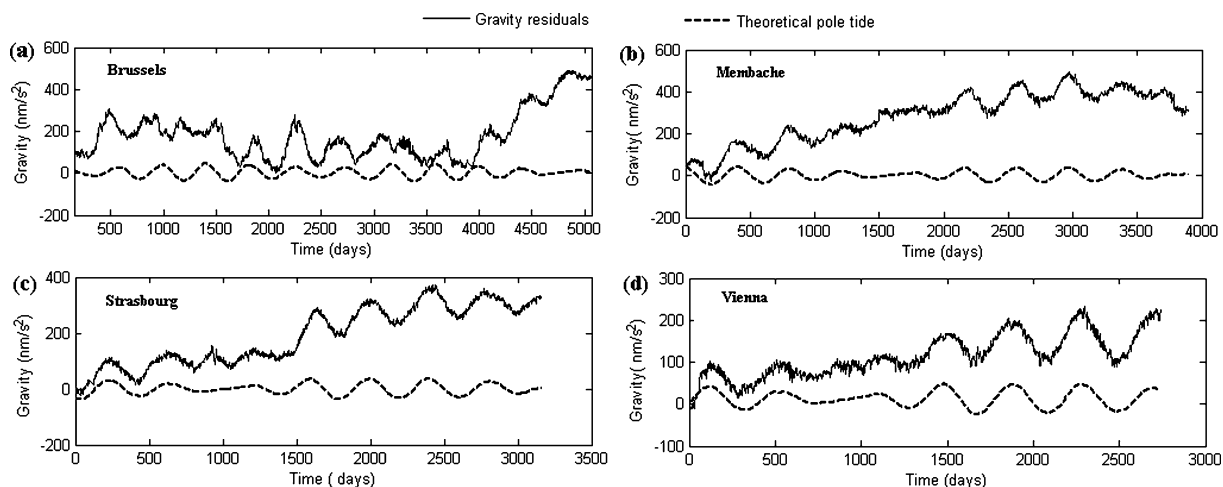 Gravity residuals
Theoretical pole tide
(a)
Brussels
Gravity (nm/s²)
600
400
200
0
-200
500 1000 1500 2000 2500 3000 3500 4000 4500 5000
Time (days)
(b)
Membache
Gravity( nm/s²)
600
400
200
0
-200
0 500 1000 1500 2000 2500 3000 3500 4000
Time (days)
(c)
Strasbourg
Gravity (nm/s²)
400
200
0
-200
0 500 1000 1500 2000 2500 3000 3500
Time ( days)
(d)
Vienna
Gravity( nm/s²)
300
200
100
0
-100
0 500 1000 1500 2000 2500 3000
Time (days)